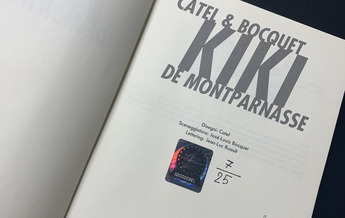 CATEL & BOCQUET
KIKI
DE MONTPARNASSE
Disegni: Catel
Sceneggiatura: José-Louis Bocquet
Lettering: Jean-Luc Ruault
7
25